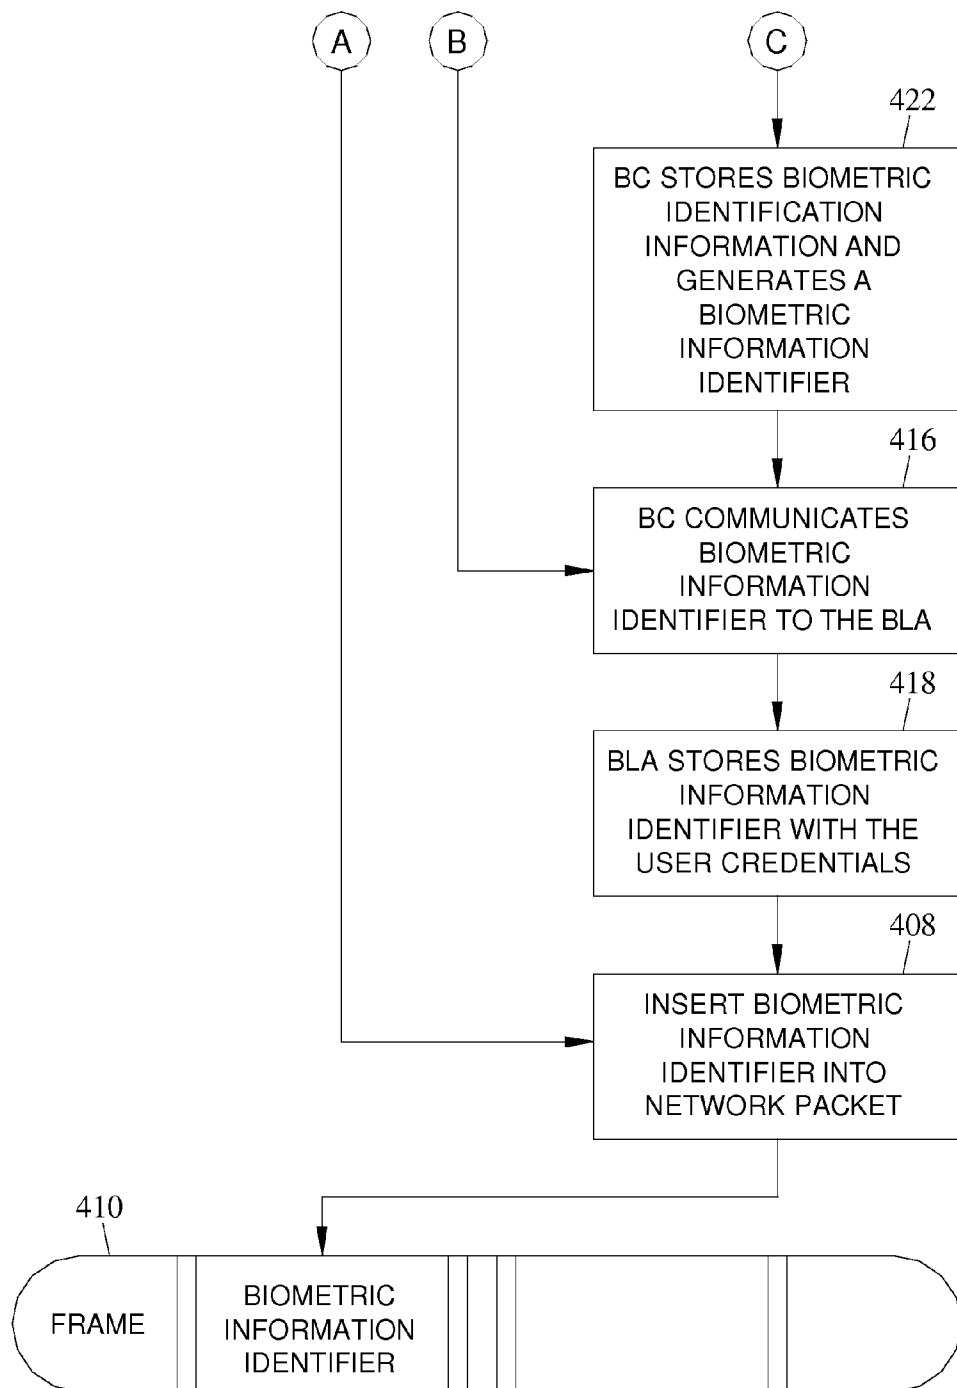 A B C
422
BC STORES BIOMETRIC
IDENTIFICATION
INFORMATION AND
GENERATES A
BIOMETRIC
INFORMATION
IDENTIFIER
416
BC COMMUNICATES
BIOMETRIC
INFORMATION
IDENTIFIER TO THE BLA
418
BLA STORES BIOMETRIC
INFORMATION
IDENTIFIER WITH THE
USER CREDENTIALS
408
INSERT BIOMETRIC
INFORMATION
IDENTIFIER INTO
NETWORK PACKET
410
FRAME
BIOMETRIC
INFORMATION
IDENTIFIER